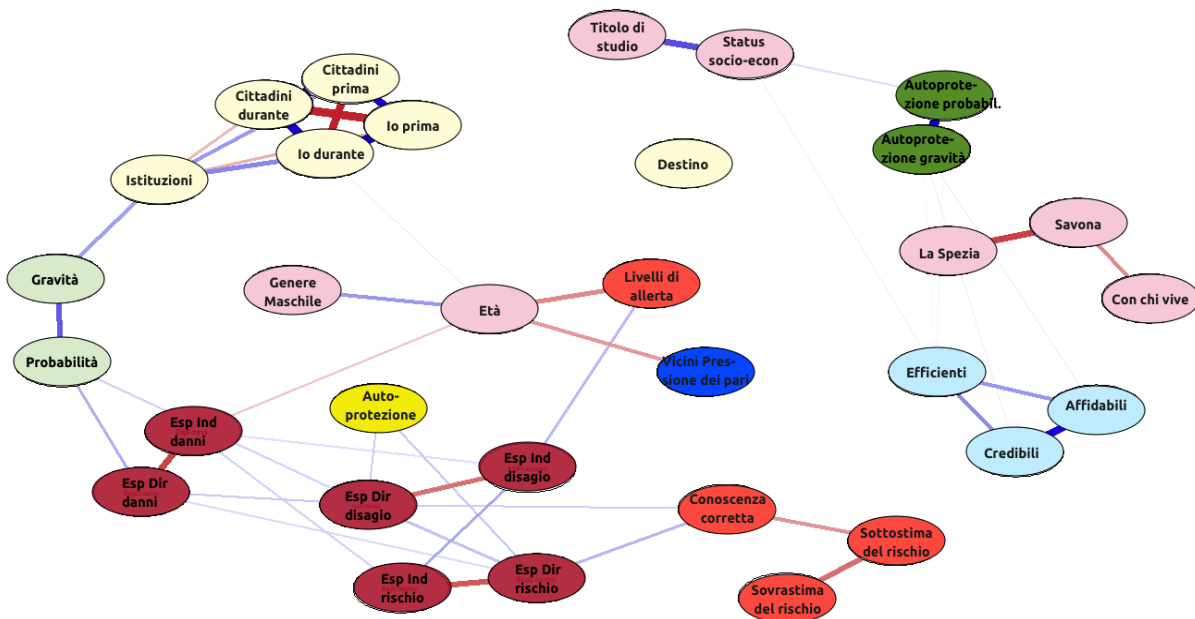 Titolo di
studio
Status
socio-econ
Cittadini
prima
Cittadini
durante
Io prima
Io durante
Istituzioni
Autoprote-
zione probabil.
Autoprote-
zione gravità
Destino
Savona
La Spezia
Con chi vive
Gravità
Genere
Maschile
Età
Livelli di
allerta
Probabilità
Vicini Pres-
sione dei pari
Efficienti
Affidabili
Credibili
Auto-
protezione
Esp Ind
danni
Esp Dir
danni
Esp Ind
disagio
Esp Dir
disagio
Conoscenza
corretta
Sottostima
del rischio
Esp Ind
rischio
Esp Dir
rischio
Sovrastima
del rischio